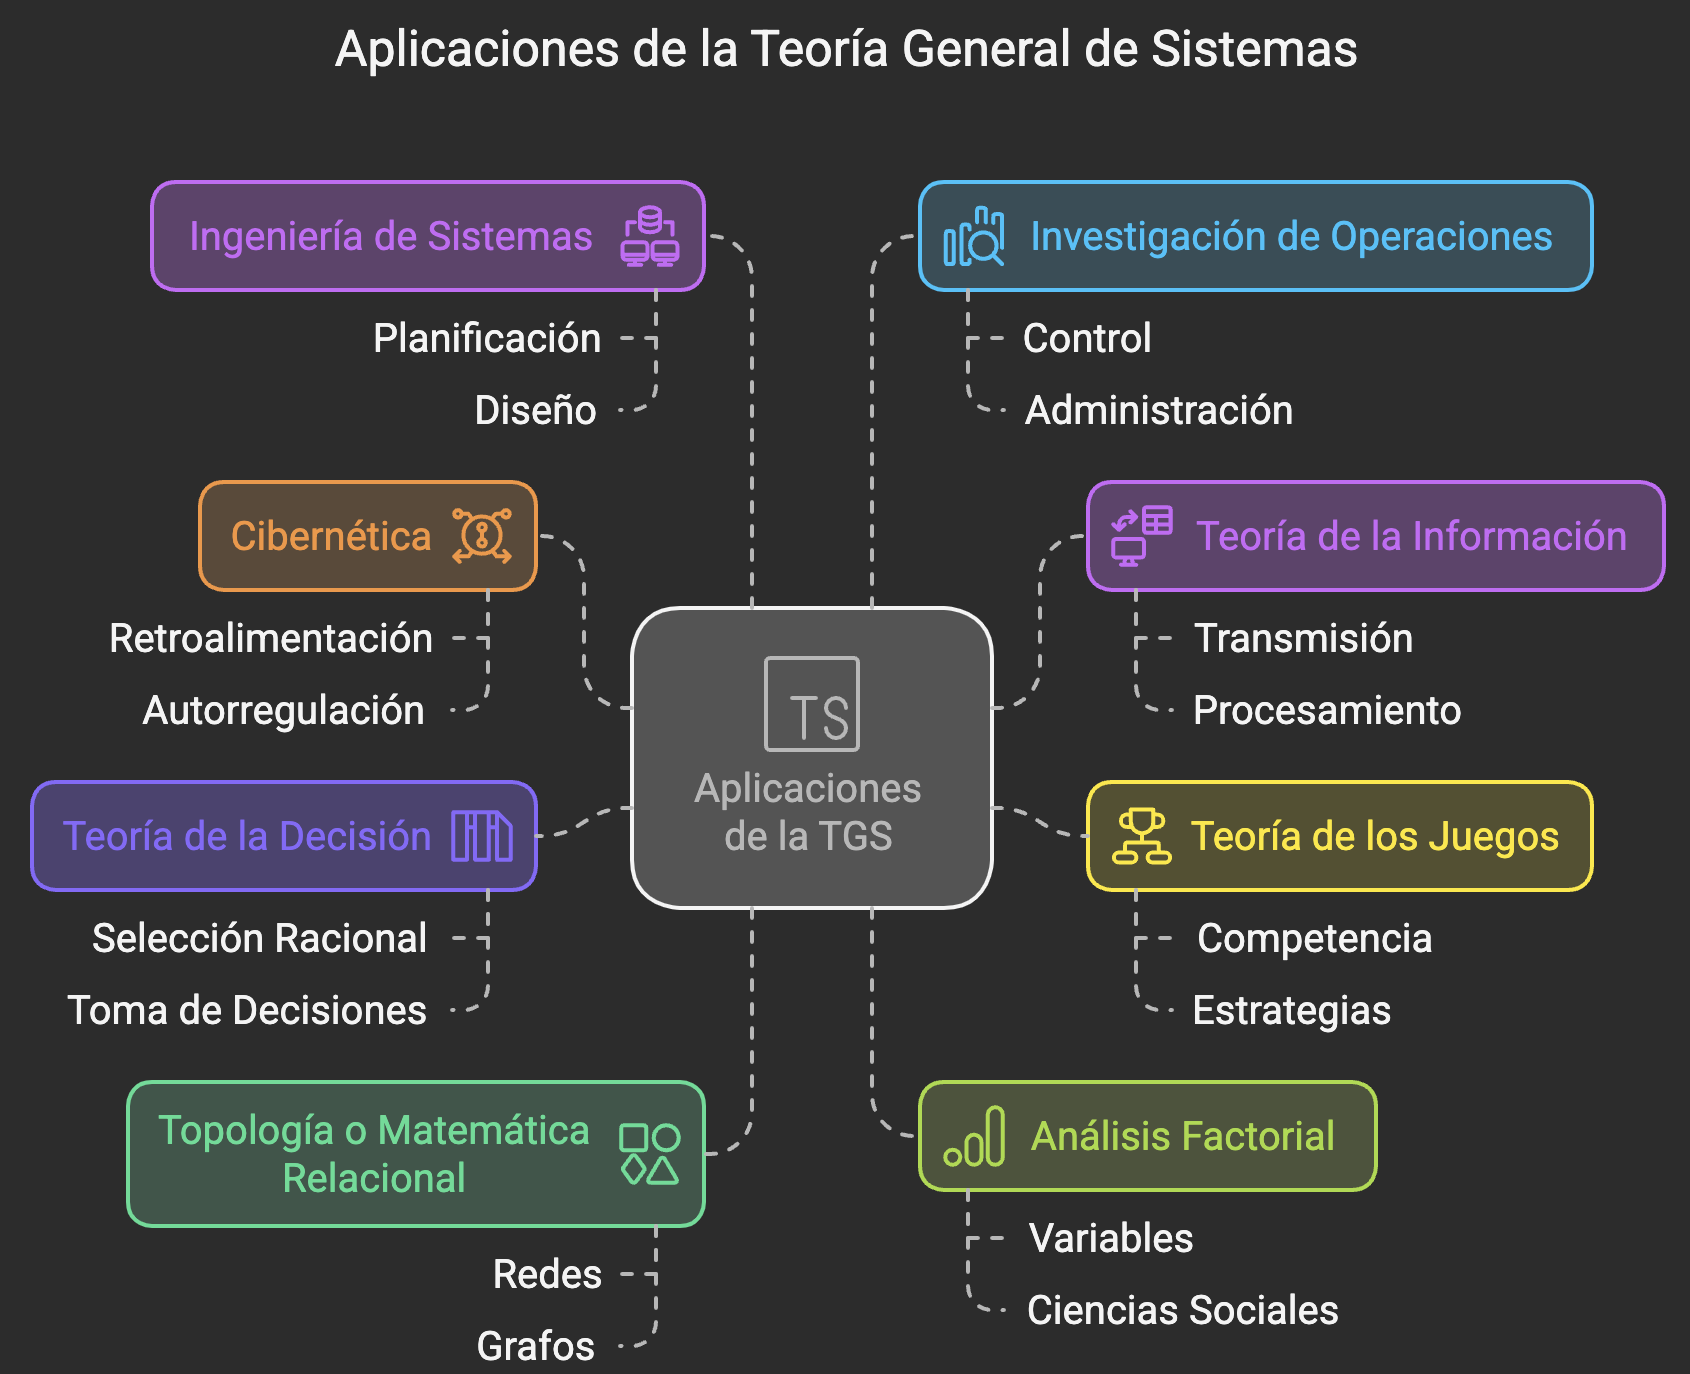 Aplicaciones de la Teoría General de Sistemas
Ingeniería de Sistemas
Planificación
Diseño
Investigación de Operaciones
Control
Administración
Cibernética
Retroalimentación
Autorregulación
Teoría de la Información
Transmisión
Procesamiento
TS
Aplicaciones
de la TGS
Teoría de la Decisión
Selección Racional
Toma de Decisiones
Teoría de los Juegos
Competencia
Estrategias
Topología o Matemática
Relacional
Redes
Grafos
Análisis Factorial
Variables
Ciencias Sociales